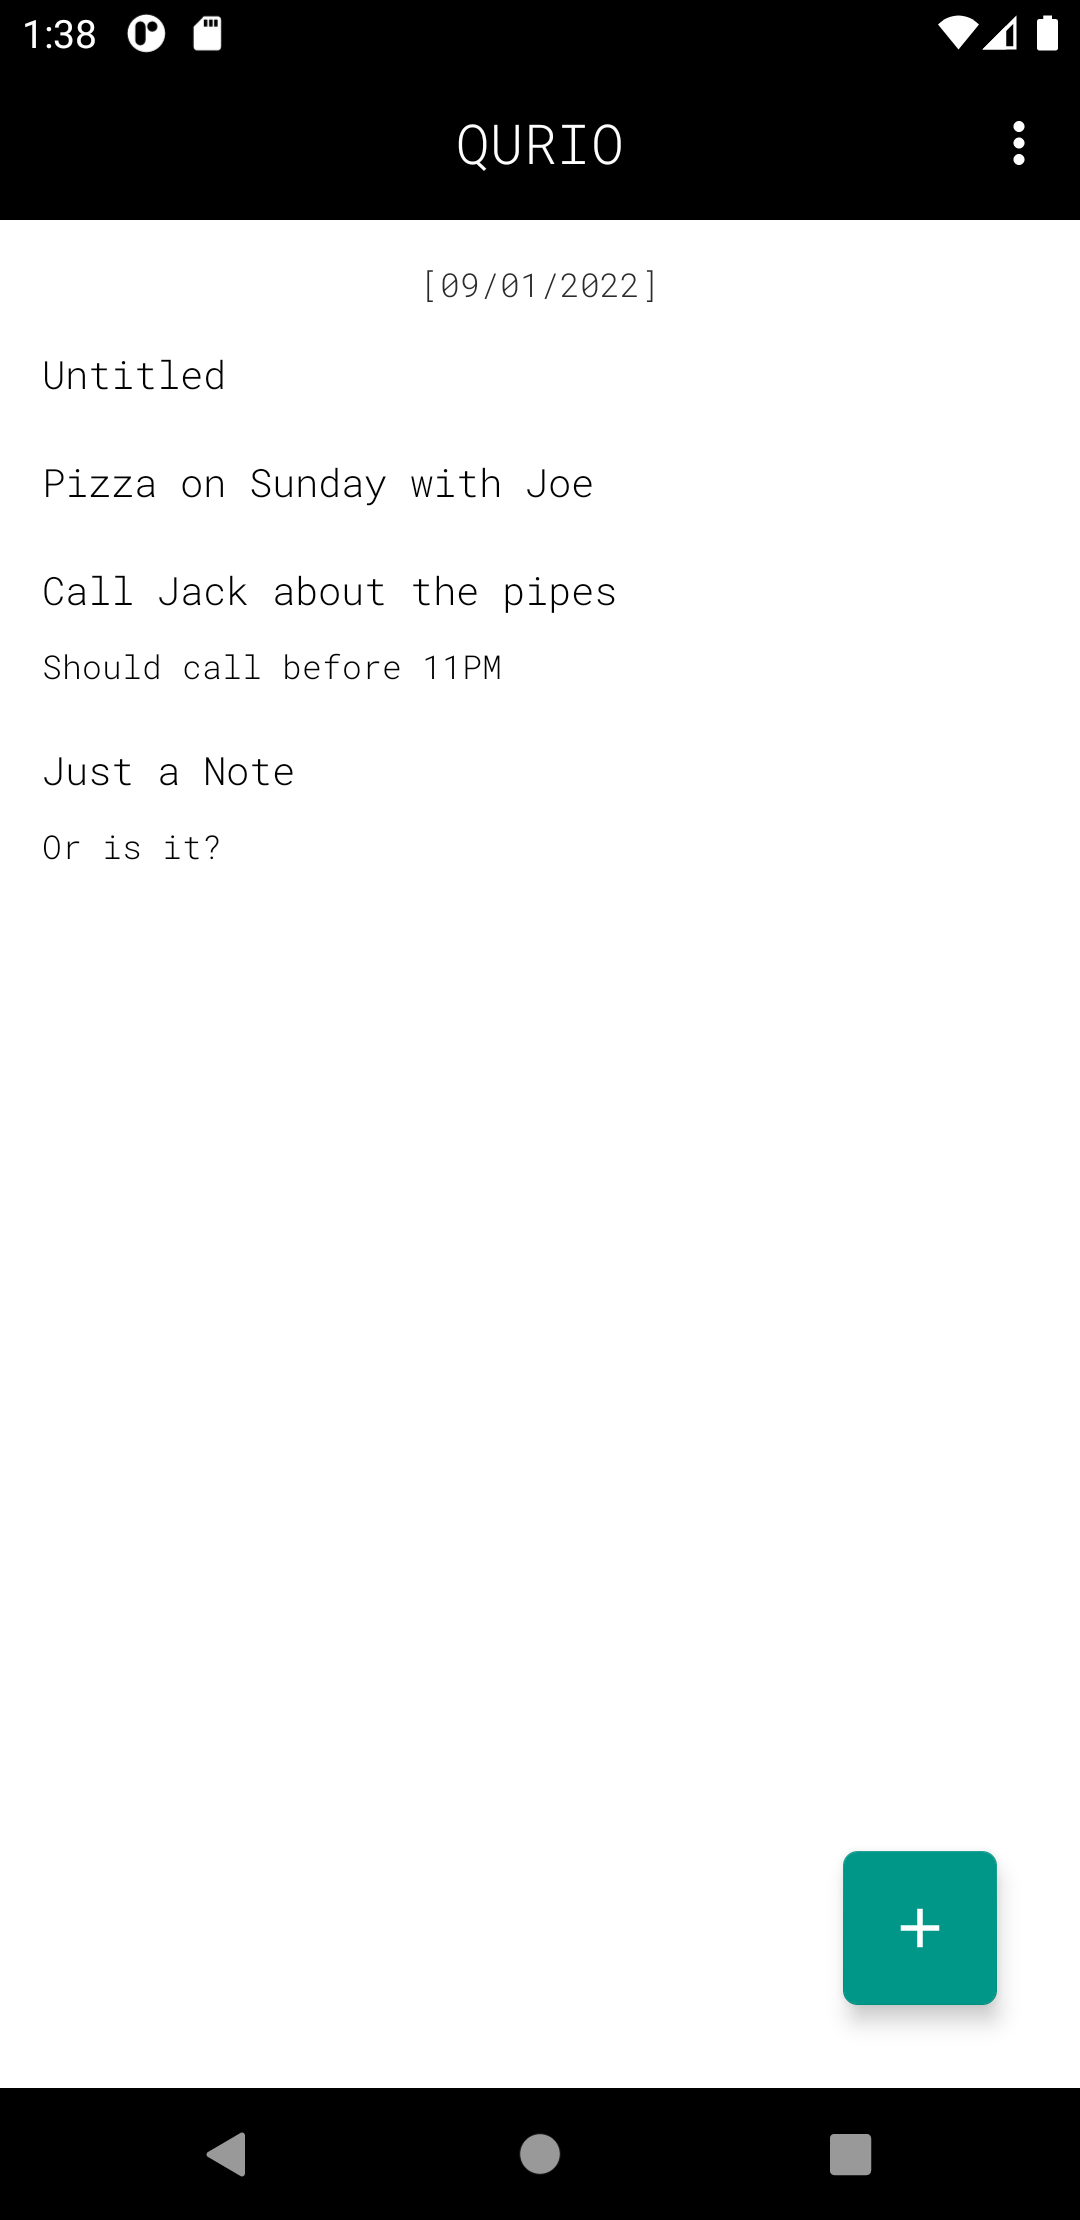 1:38
QURIO
[09/01/2022]
Untitled
Pizza on Sunday with Joe
Call Jack about the pipes
Should call before 11PM
Just a Note
Or is it?